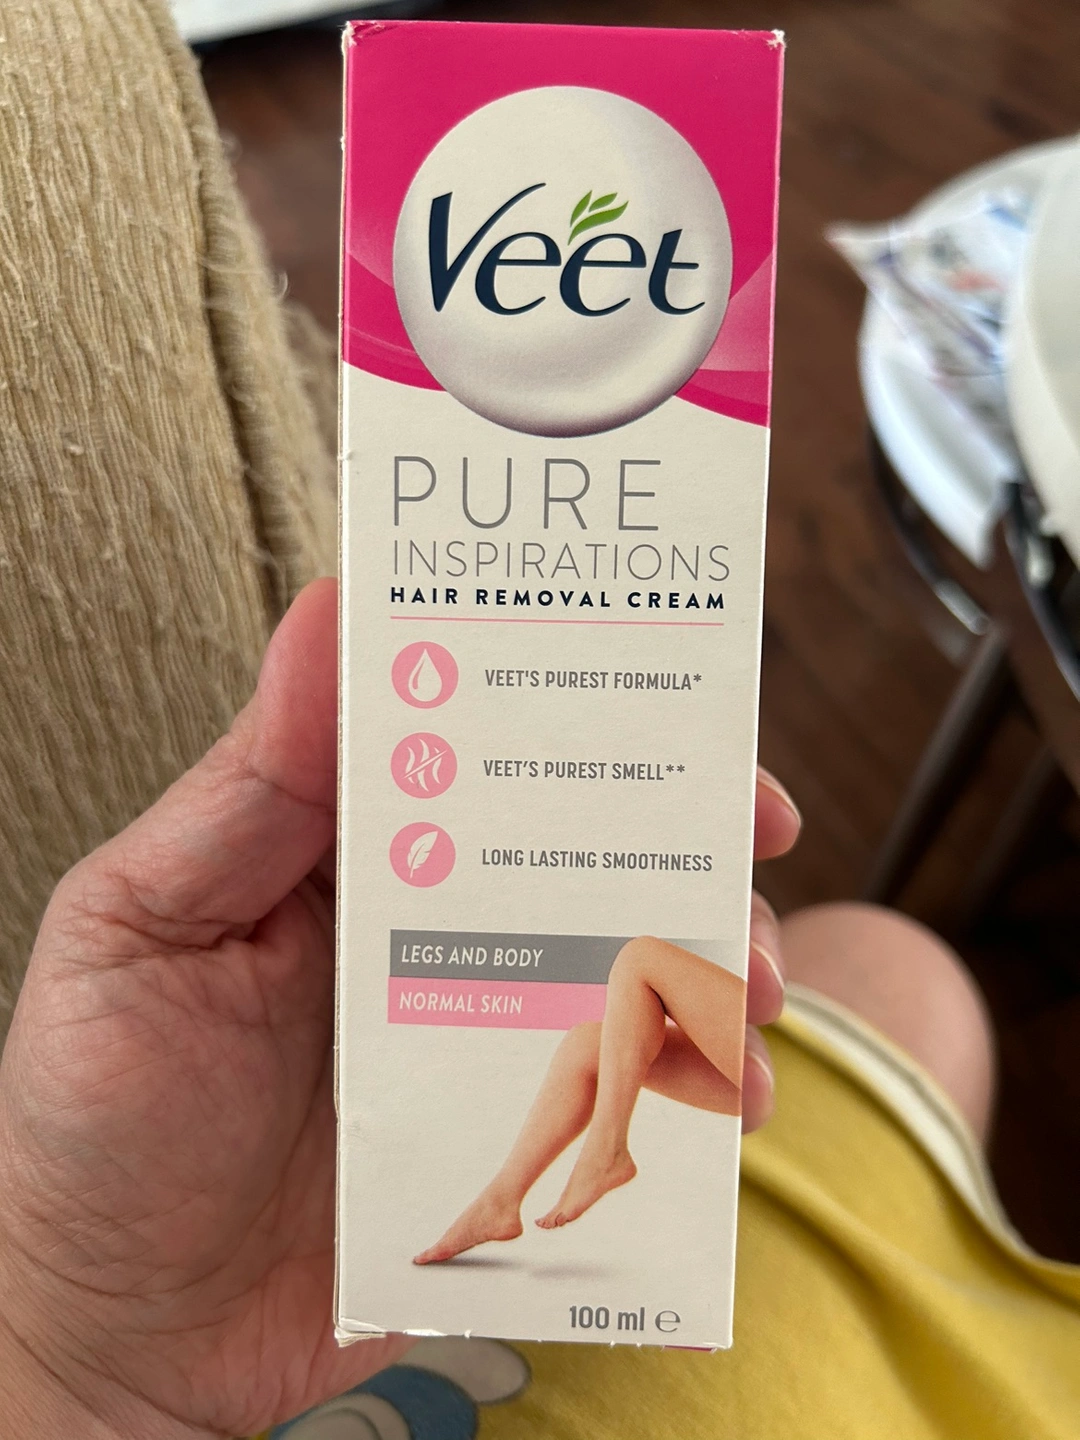 Veet
PURE
INSPIRATIONS
HAIR REMOVAL CREAM
VEET'S PUREST FORMULA*
VEET'S PUREST SMELL**
LONG LASTING SMOOTHNESS
LEGS AND BODY
NORMAL SKIN
100 ml ℮